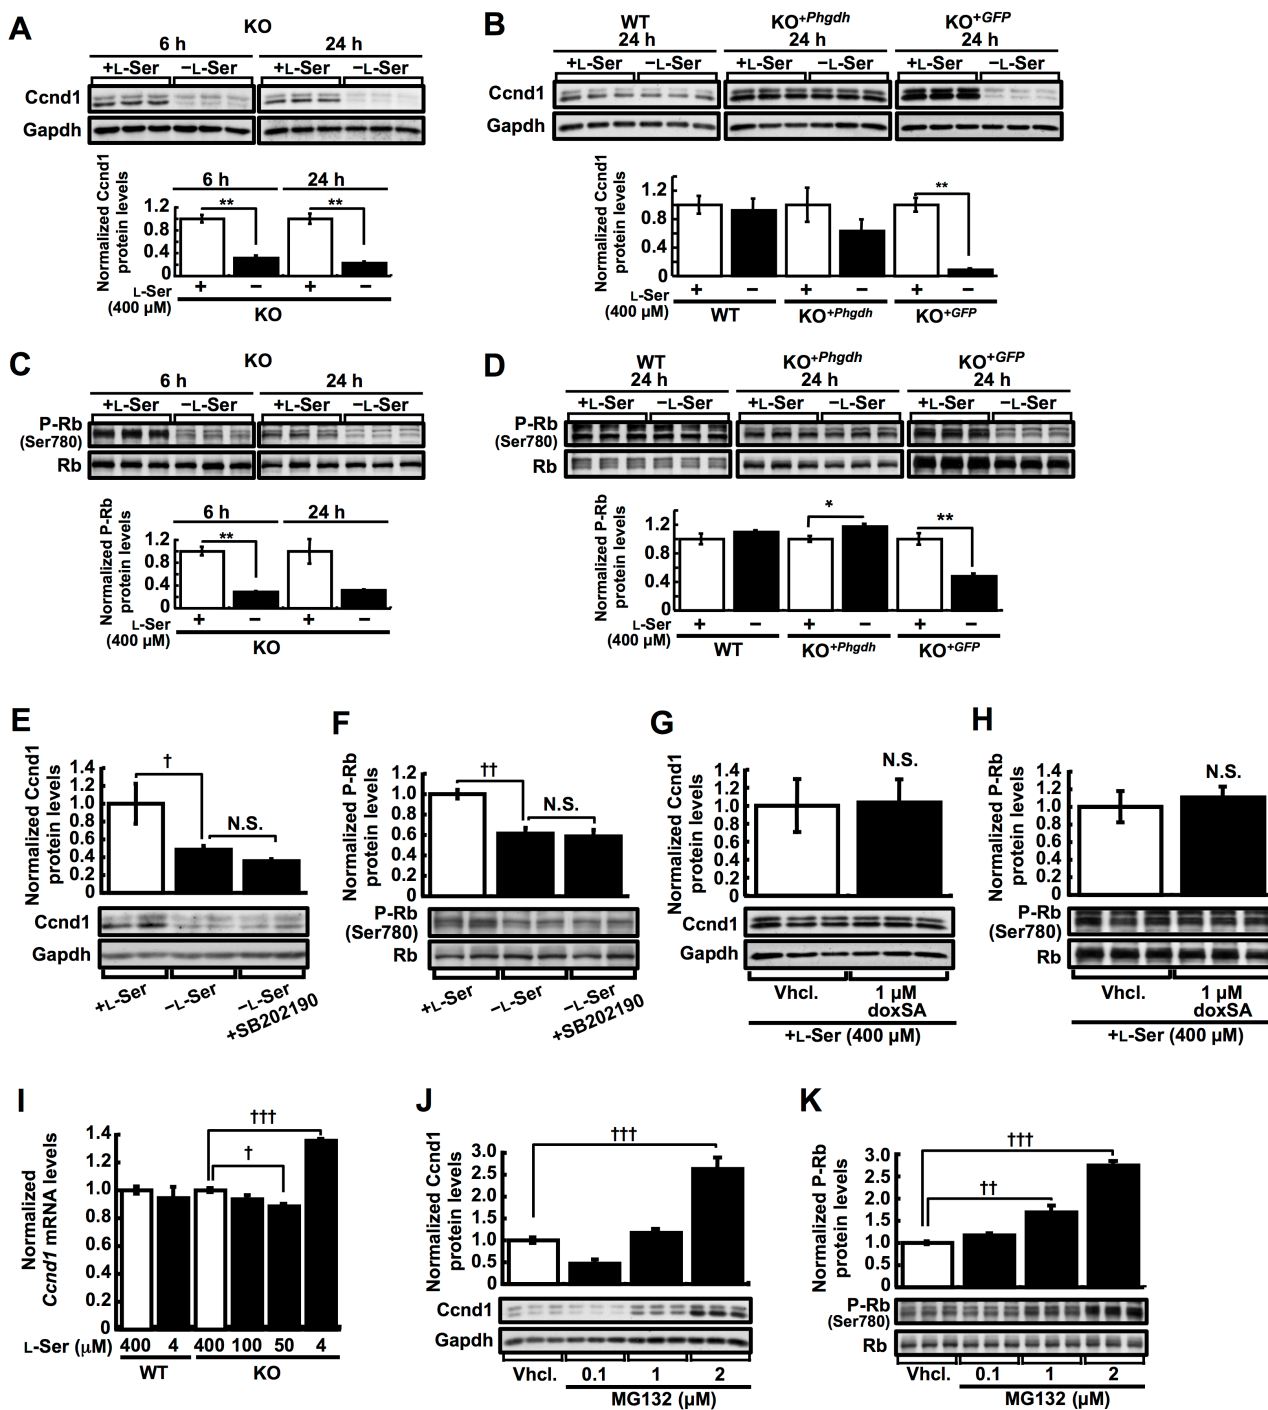 A
KO
6 h 24 h
+L-Ser −L-Ser +L-Ser −L-Ser
Ccnd1
Gapdh
Normalized Ccnd1
protein levels
6 h 24 h
** **
1.2
0.8
0.4
0
L-Ser
(400 µM)
+ − + −
KO
B
WT KO+Phgdh KO+GFP
24 h 24 h 24 h
+L-Ser −L-Ser +L-Ser −L-Ser +L-Ser −L-Ser
Ccnd1
Gapdh
Normalized Ccnd1
protein levels
**
1.2
0.8
0.4
0
L-Ser
(400 µM)
+ − + − + −
WT KO+Phgdh KO+GFP
C
KO
6 h 24 h
+L-Ser −L-Ser +L-Ser −L-Ser
P-Rb
(Ser780)
Rb
Normalized P-Rb
protein levels
6 h 24 h
**
1.2
0.8
0.4
0
L-Ser
(400 µM)
+ − + −
KO
D
WT KO+Phgdh KO+GFP
24 h 24 h 24 h
+L-Ser −L-Ser +L-Ser −L-Ser +L-Ser −L-Ser
P-Rb
(Ser780)
Rb
Normalized P-Rb
protein levels
* **
1.2
0.8
0.4
0
L-Ser
(400 µM)
+ − + − + −
WT KO+Phgdh KO+GFP
E
Normalized Ccnd1
protein levels
1.4
1.2
1.0
0.8
0.6
0.4
0.2
0
†
N.S.
Ccnd1
Gapdh
+L-Ser −L-Ser −L-Ser
+SB202190
F
Normalized P-Rb
protein levels
1.2
1.0
0.8
0.6
0.4
0.2
0
††
N.S.
P-Rb
(Ser780)
Rb
+L-Ser −L-Ser −L-Ser
+SB202190
G
Normalized Ccnd1
protein levels
1.4
1.2
1.0
0.8
0.6
0.4
0.2
0
N.S.
Ccnd1
Gapdh
Vhcl. 1 µM
doxSA
+L-Ser (400 µM)
H
Normalized P-Rb
protein levels
1.4
1.2
1.0
0.8
0.6
0.4
0.2
0
N.S.
P-Rb
(Ser780)
Rb
Vhcl. 1 µM
doxSA
+L-Ser (400 µM)
I
Normalized
Ccnd1 mRNA levels
1.4
1.2
1.0
0.8
0.6
0.4
0.2
0
†††
†
L-Ser (µM) 400 4 400 100 50 4
WT KO
J
Normalized Ccnd1
protein levels
3.0
2.5
2.0
1.5
1.0
0.5
0
†††
Ccnd1
Gapdh
Vhcl. 0.1 1 2
MG132 (µM)
K
Normalized P-Rb
protein levels
3.0
2.5
2.0
1.5
1.0
0.5
0
†††
††
P-Rb
(Ser780)
Rb
Vhcl. 0.1 1 2
MG132 (µM)